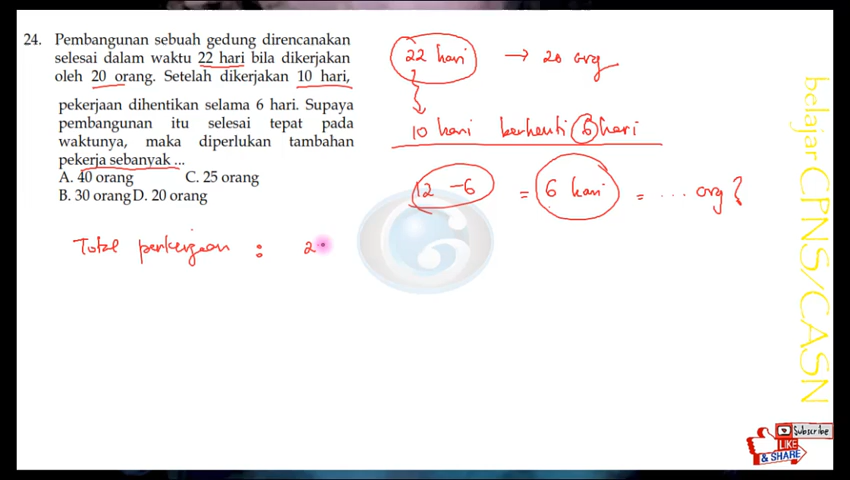 24. Pembangunan sebuah gedung direncanakan
selesai dalam waktu 22 hari bila dikerjakan
oleh 20 orang. Setelah dikerjakan 10 hari,
pekerjaan dihentikan selama 6 hari. Supaya
pembangunan itu selesai tepat pada
waktunya, maka diperlukan tambahan
pekerja sebanyak ...
A. 40 orang C. 25 orang
B. 30 orang D. 20 orang
22 hari → 20 org
10 hari berhenti 6 hari
12 - 6 = 6 hari = ... org?
Total perkerjaan : 2
belajar CPNS/CASN
Subscribe
LIKE
& SHARE